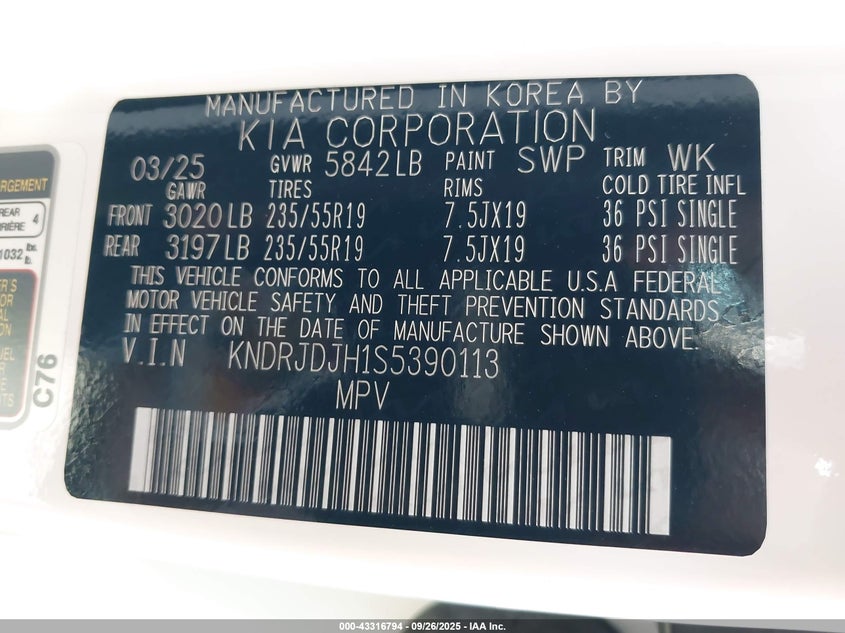 MANUFACTURED IN KOREA BY
KIA CORPORATION
03/25 GVWR 5842LB PAINT SWP TRIM WK
GAWR TIRES RIMS COLD TIRE INFL
FRONT 3020LB 235/55R19 7.5JX19 36 PSI SINGLE
REAR 3197LB 235/55R19 7.5JX19 36 PSI SINGLE
THIS VEHICLE CONFORMS TO ALL APPLICABLE U.S.A FEDERAL
MOTOR VEHICLE SAFETY AND THEFT PREVENTION STANDARDS
IN EFFECT ON THE DATE OF MANUFACTURE SHOWN ABOVE.
V.I.N KNDRJDJH1S5390113
MPV
REAR 4
1032 lbs.
C76
000-43316794 - 09/26/2025 - IAA Inc.